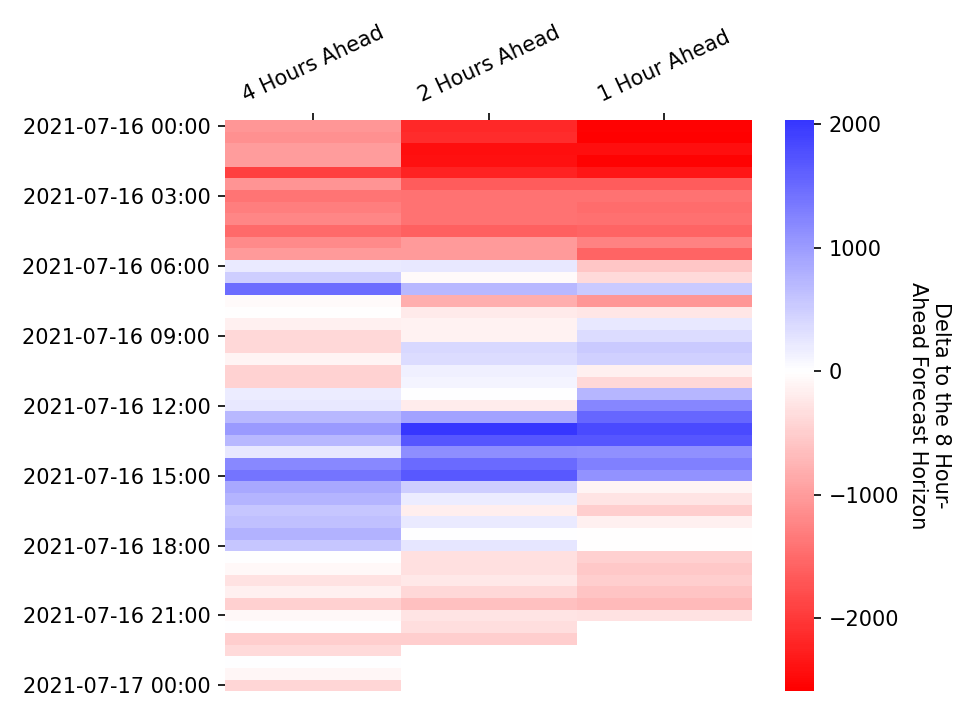 4 Hours Ahead
2 Hours Ahead
1 Hour Ahead
2021-07-16 00:00
2021-07-16 03:00
2021-07-16 06:00
2021-07-16 09:00
2021-07-16 12:00
2021-07-16 15:00
2021-07-16 18:00
2021-07-16 21:00
2021-07-17 00:00
2000
1000
0
−1000
−2000
Delta to the 8 Hour-
Ahead Forecast Horizon